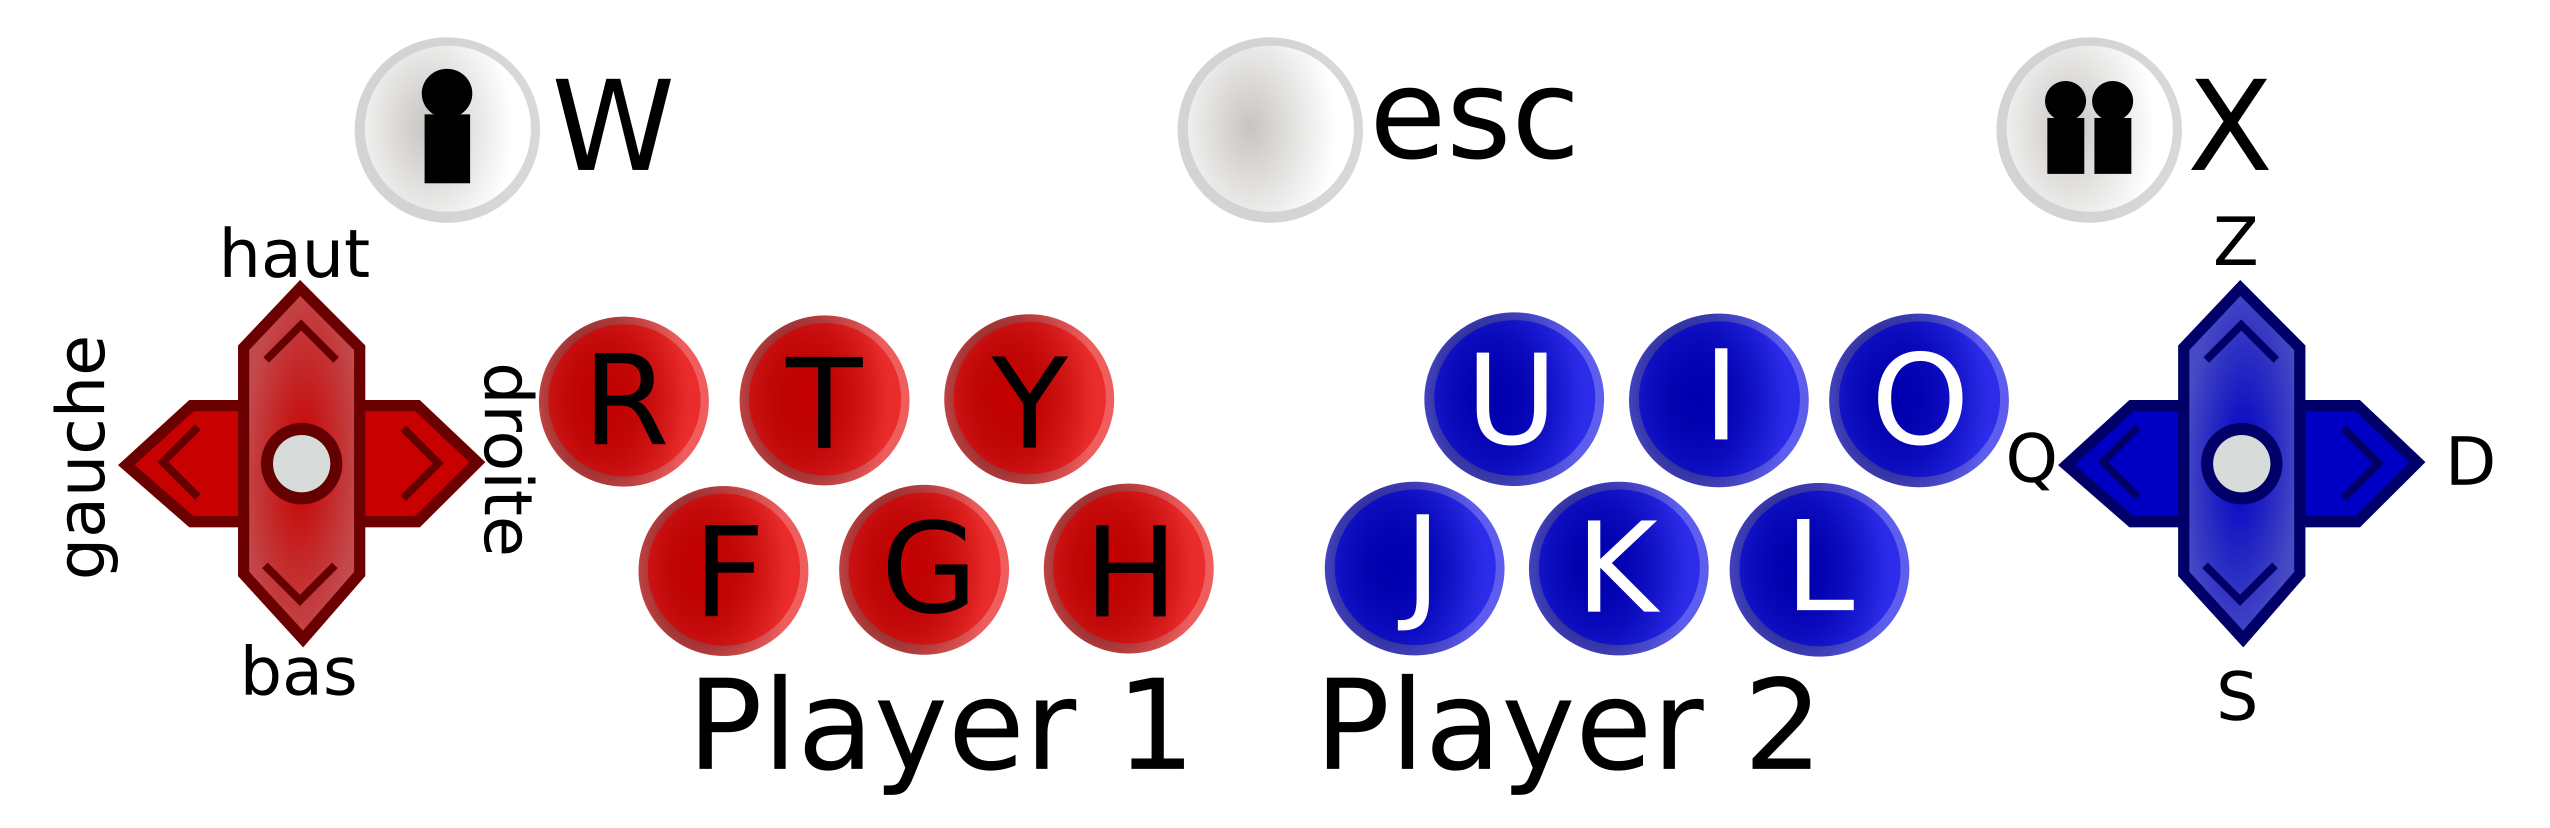 W
esc
X
haut
Z
gauche
droite
R T Y
U I O
Q
D
F G H
J K L
bas
S
Player 1
Player 2